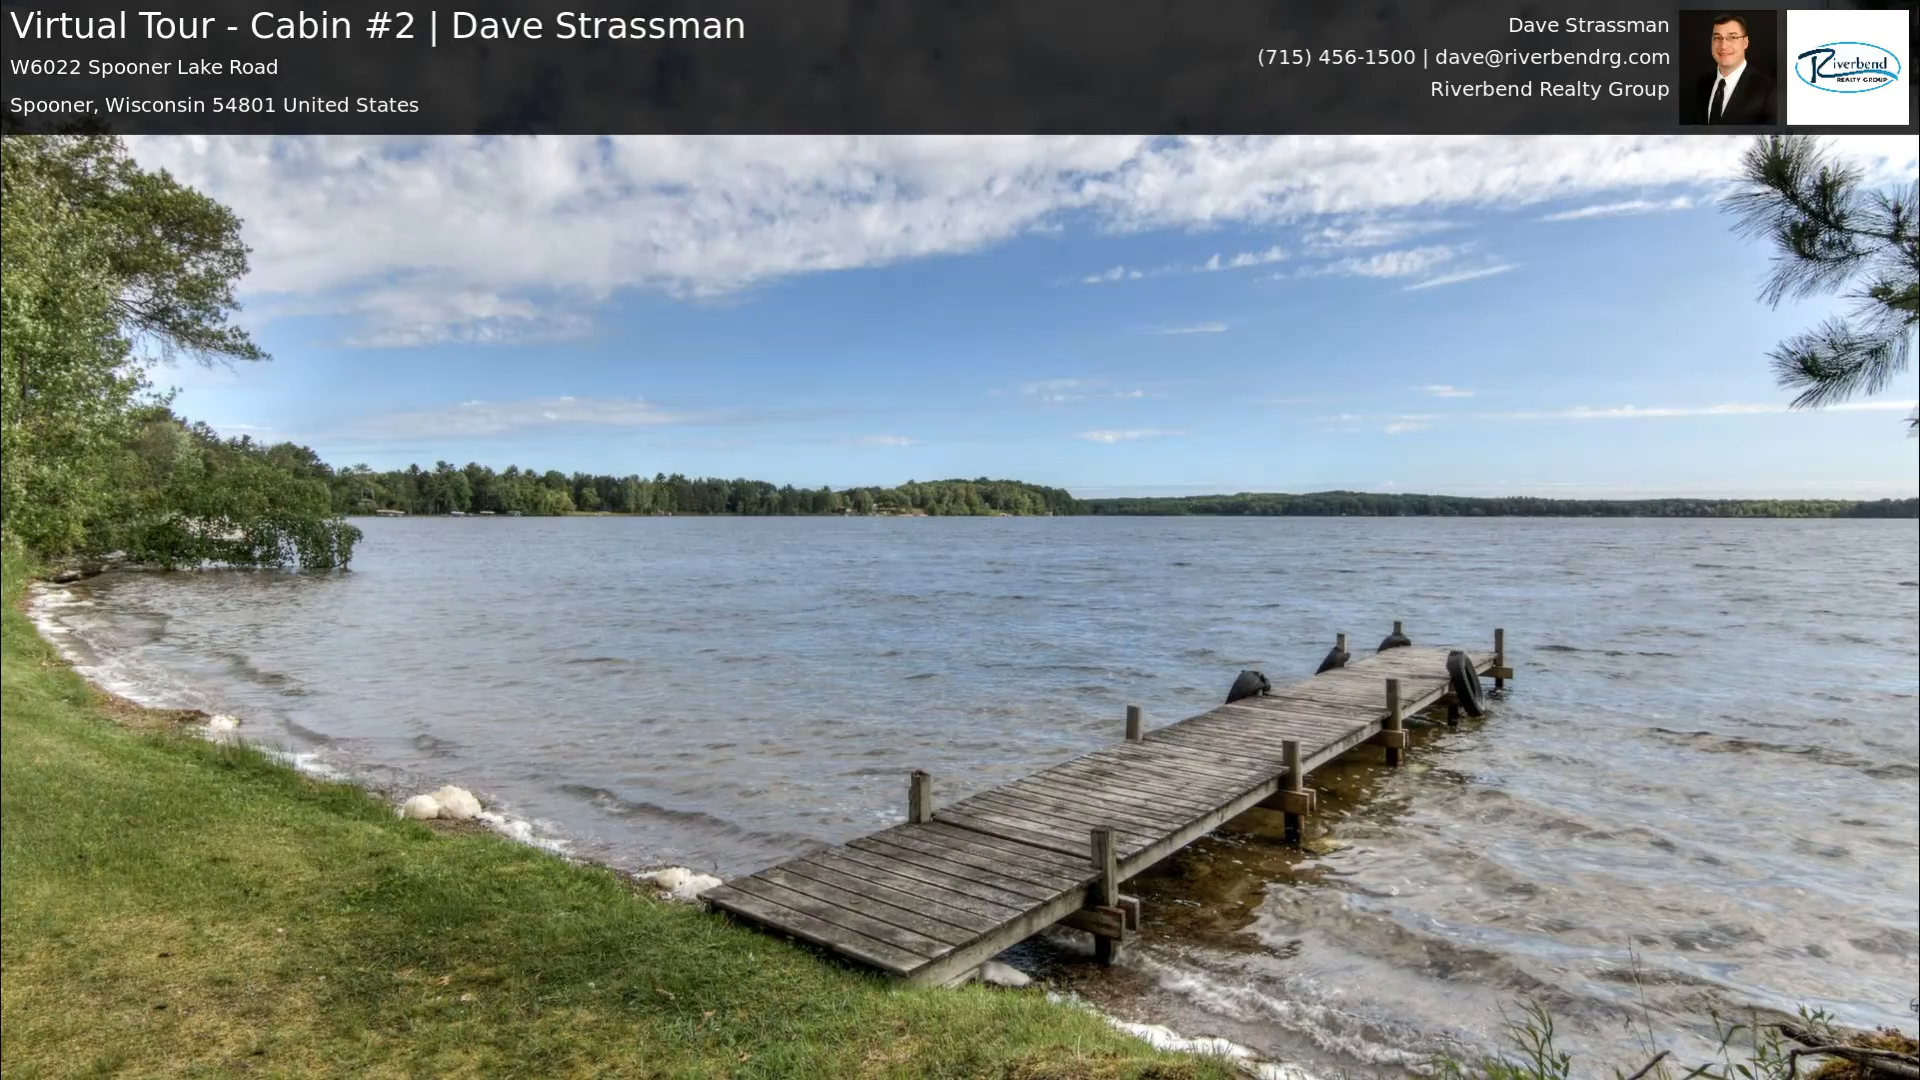 Virtual Tour - Cabin #2 | Dave Strassman
W6022 Spooner Lake Road
Spooner, Wisconsin 54801 United States
Dave Strassman
(715) 456-1500 | dave@riverbendrg.com
Riverbend Realty Group
Riverbend
REALTY GROUP